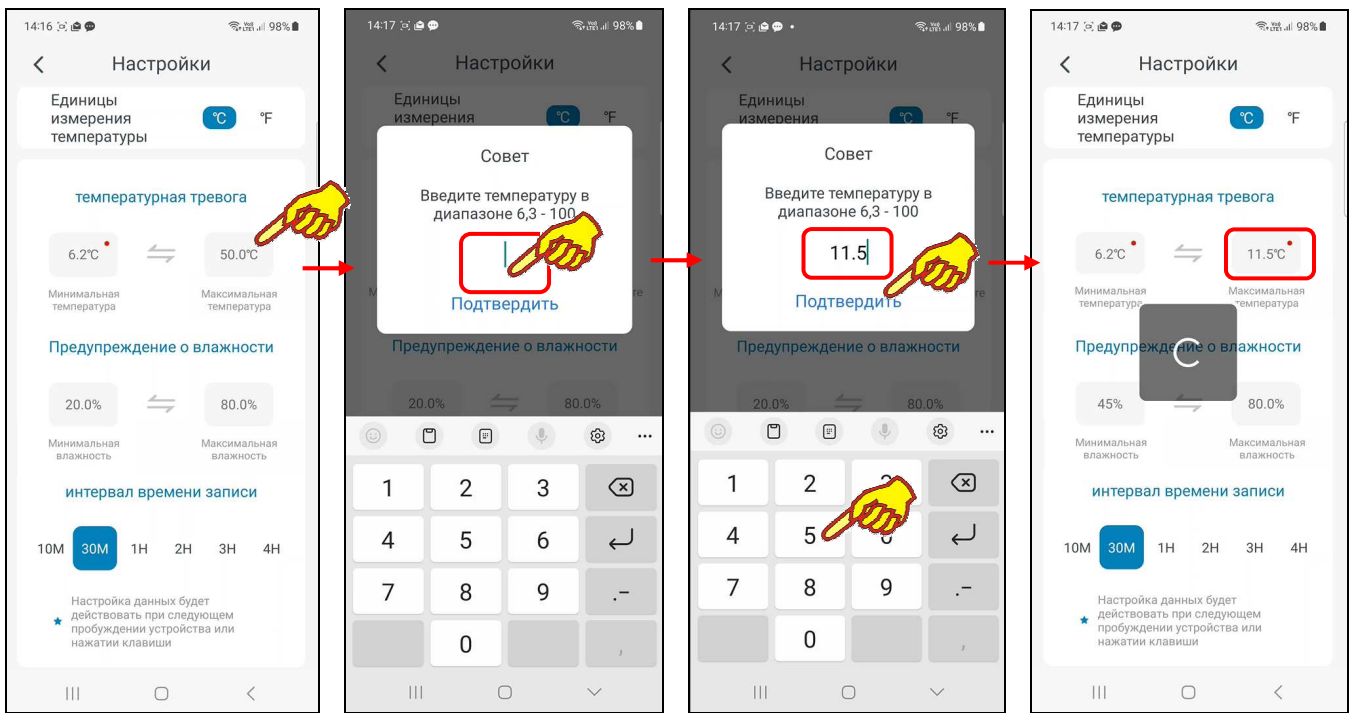 14:16 98%
Настройки
Единицы
измерения
температуры
℃ °F
температурная тревога
6.2℃ 50.0℃
Минимальная
температура
Максимальная
температура
Предупреждение о влажности
20.0% 80.0%
Минимальная
влажность
Максимальная
влажность
интервал времени записи
10M 30M 1H 2H 3H 4H
Настройка данных будет
действовать при следующем
пробуждении устройства или
нажатии клавиши
14:17 98%
Настройки
Единицы
измерения
℃ °F
Совет
Введите температуру в
диапазоне 6,3 - 100
Подтвердить
Предупреждение о влажности
20.0% 80.0%
1 2 3
4 5 6
7 8 9 .–
0 ,
14:17 98%
Настройки
Единицы
измерения
℃ °F
Совет
Введите температуру в
диапазоне 6,3 - 100
11.5
Подтвердить
Предупреждение о влажности
20.0% 80.0%
1 2
4 5
7 8 9 .–
0 ,
14:17 98%
Настройки
Единицы
измерения
температуры
℃ °F
температурная тревога
6.2℃ 11.5℃
Минимальная
температура
Максимальная
температура
Предупреждение о влажности
45% 80.0%
Минимальная
влажность
Максимальная
влажность
интервал времени записи
10M 30M 1H 2H 3H 4H
Настройка данных будет
действовать при следующем
пробуждении устройства или
нажатии клавиши